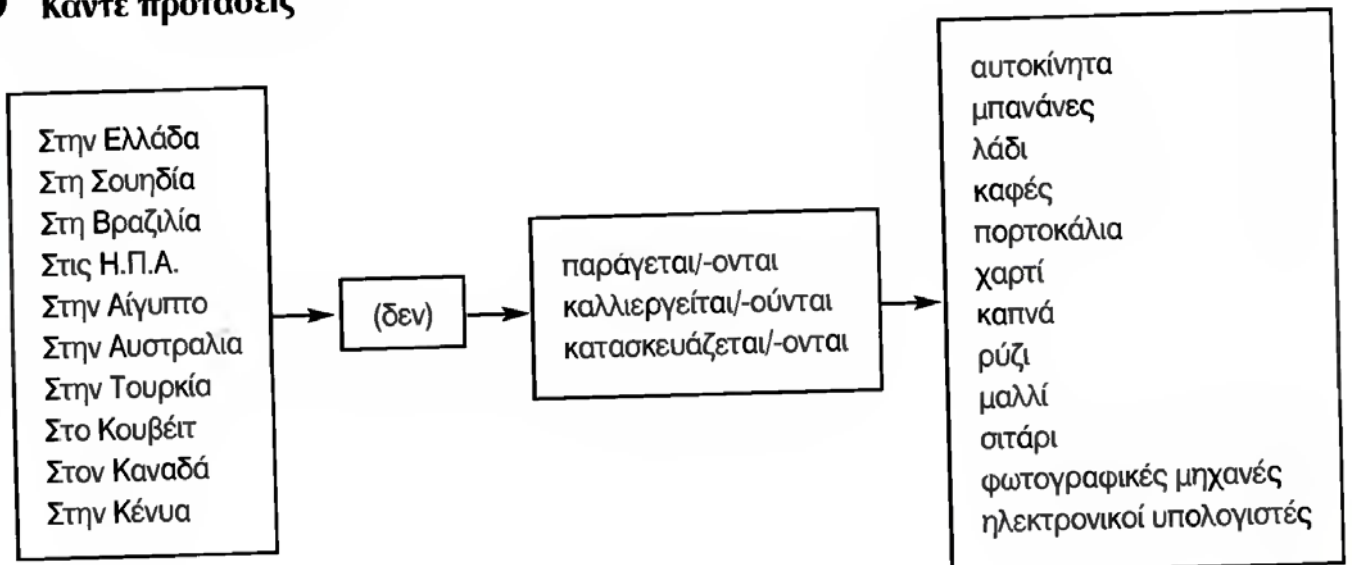 Κάντε προτάσεις
Στην Ελλάδα
Στη Σουηδία
Στη Βραζιλία
Στις Η.Π.Α.
Στην Αίγυπτο
Στην Αυστραλία
Στην Τουρκία
Στο Κουβέιτ
Στον Καναδά
Στην Κένυα
(δεν)
παράγεται/-ονται
καλλιεργείται/-ούνται
κατασκευάζεται/-ονται
αυτοκίνητα
μπανάνες
λάδι
καφές
πορτοκάλια
χαρτί
καπνά
ρύζι
μαλλί
σιτάρι
φωτογραφικές μηχανές
ηλεκτρονικοί υπολογιστές